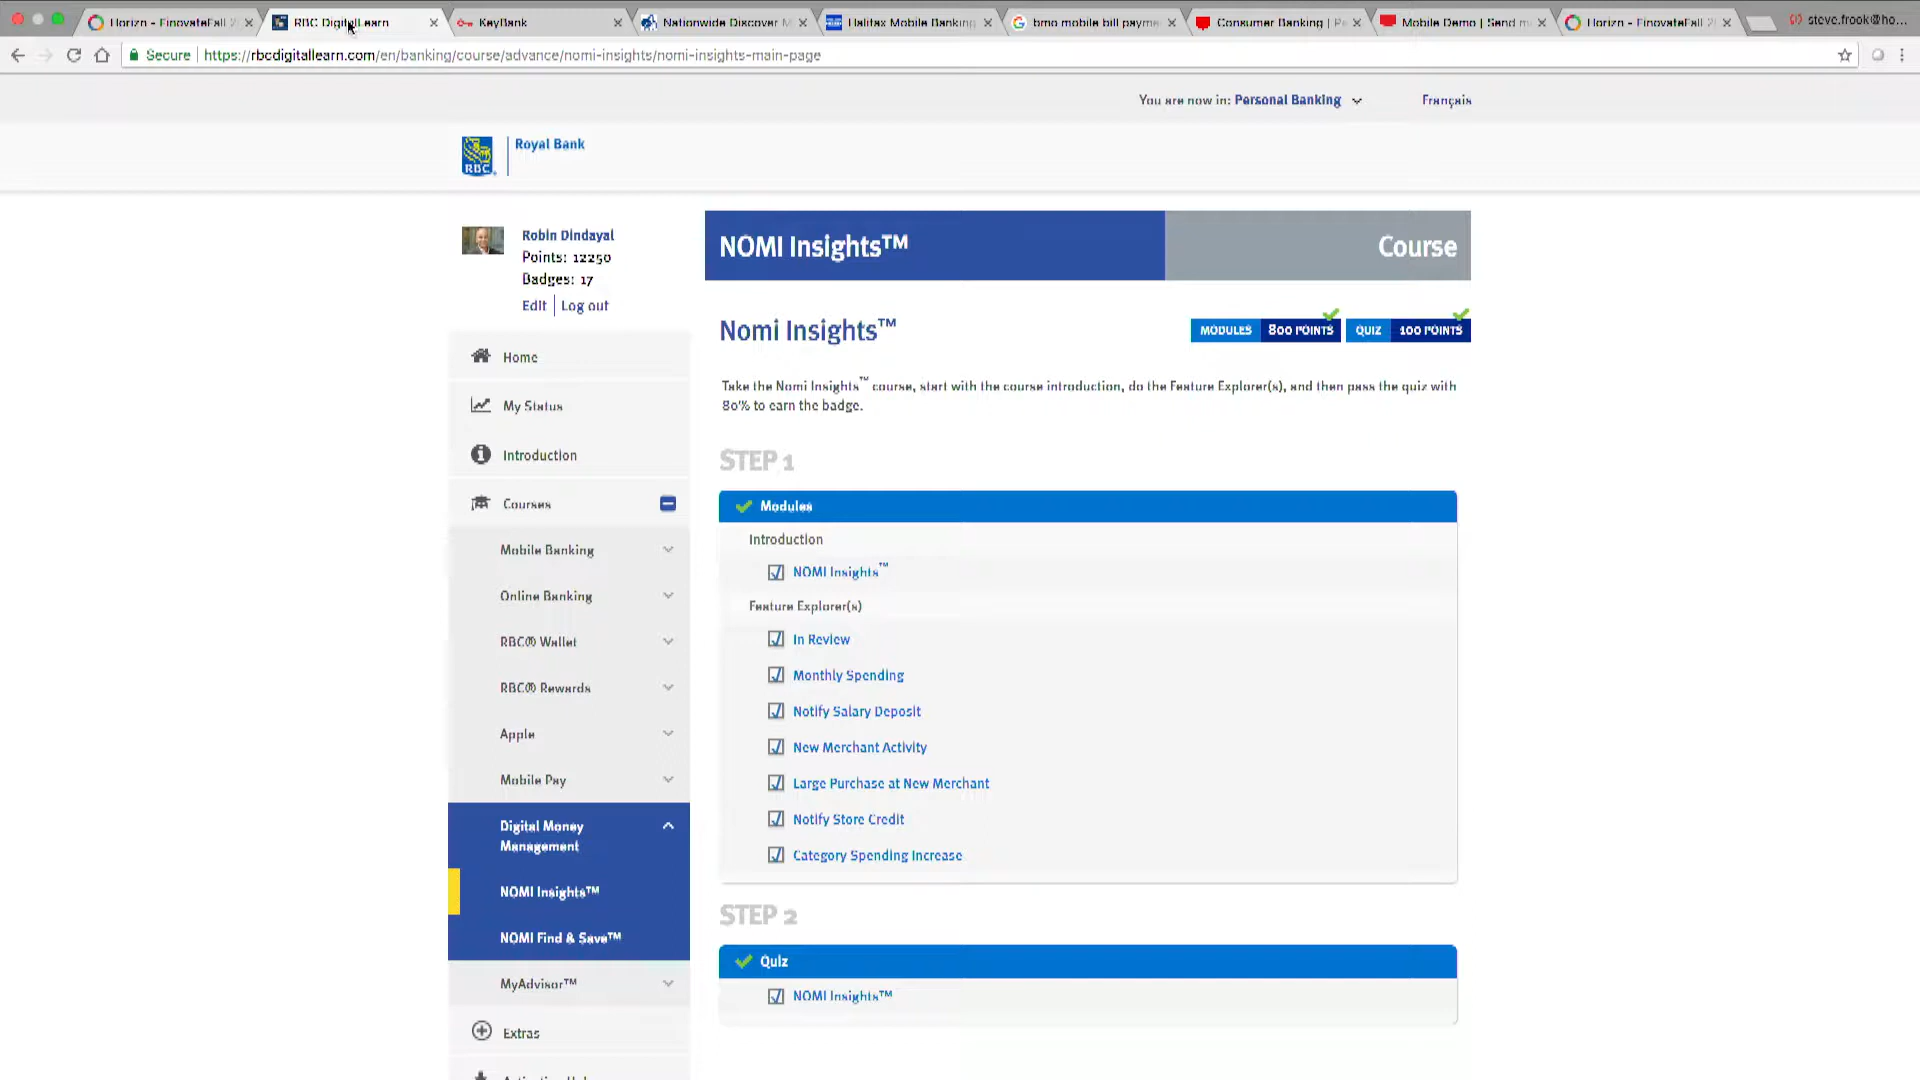 Horizn - FinovateFall 2
RBC DigitalLearn
KeyBank
Nationwide Discover M
Halifax Mobile Banking
bmo mobile bill payme
Consumer Banking | Pe
Mobile Demo | Send m
Horizn - FinovateFall 2
steve.frook@ho...
Secure
https://rbcdigitallearn.com/en/banking/course/advance/nomi-insights/nomi-insights-main-page
You are now in: Personal Banking
Français
RBC
Royal Bank
Robin Dindayal
Points: 12250
Badges: 17
Edit | Log out
NOMI Insights™
Course
Nomi Insights™
MODULES 800 POINTS
QUIZ 100 POINTS
Take the Nomi Insights™ course, start with the course introduction, do the Feature Explorer(s), and then pass the quiz with
80% to earn the badge.
Home
My Status
Introduction
Courses
Mobile Banking
Online Banking
RBC® Wallet
RBC® Rewards
Apple
Mobile Pay
Digital Money
Management
NOMI Insights™
NOMI Find & Save™
MyAdvisor™
Extras
STEP 1
Modules
Introduction
NOMI Insights™
Feature Explorer(s)
In Review
Monthly Spending
Notify Salary Deposit
New Merchant Activity
Large Purchase at New Merchant
Notify Store Credit
Category Spending Increase
STEP 2
Quiz
NOMI Insights™